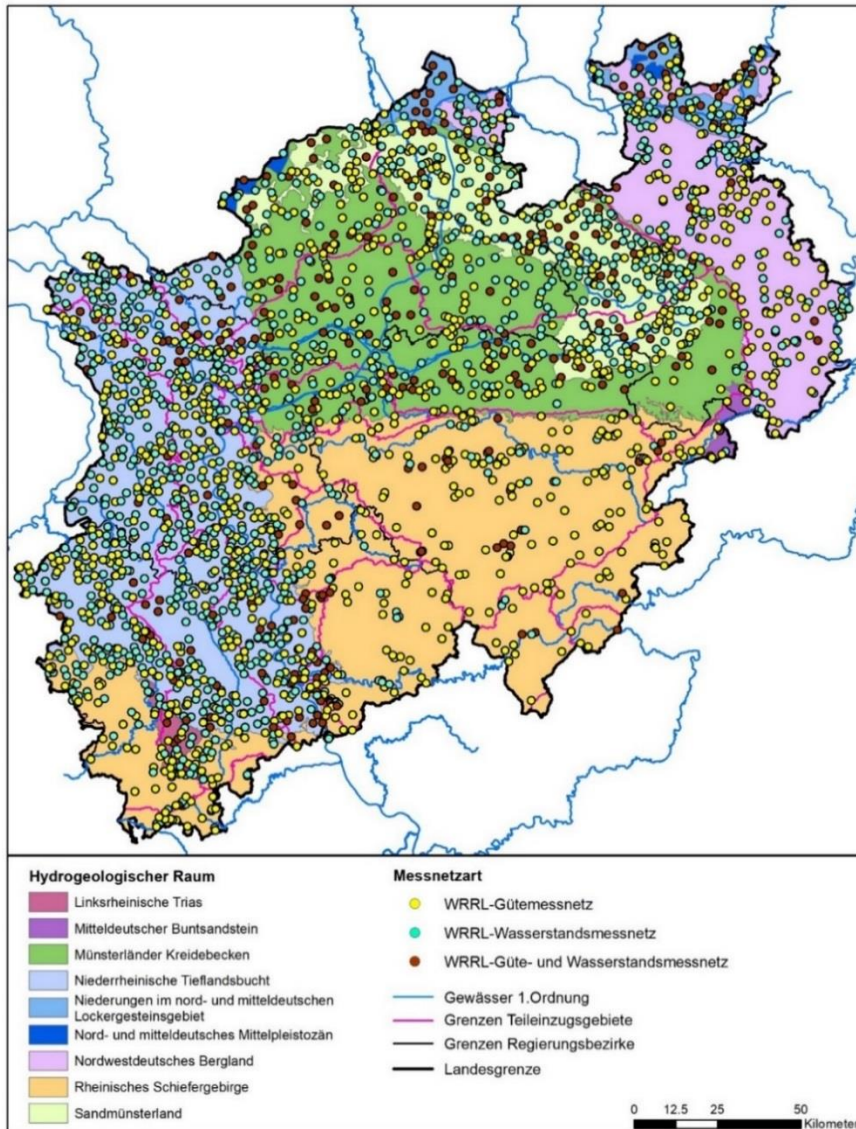 Hydrogeologischer Raum
Linksrheinische Trias
Mitteldeutscher Buntsandstein
Münsterländer Kreidebecken
Niederrheinische Tieflandsbucht
Niederungen im nord- und mitteldeutschen
Lockergesteinsgebiet
Nord- und mitteldeutsches Mittelpleistozän
Nordwestdeutsches Bergland
Rheinisches Schiefergebirge
Sandmünsterland
Messnetzart
WRRL-Gütemessnetz
WRRL-Wasserstandsmessnetz
WRRL-Güte- und Wasserstandsmessnetz
Gewässer 1.Ordnung
Grenzen Teileinzugsgebiete
Grenzen Regierungsbezirke
Landesgrenze
0 12.5 25 50
Kilometer